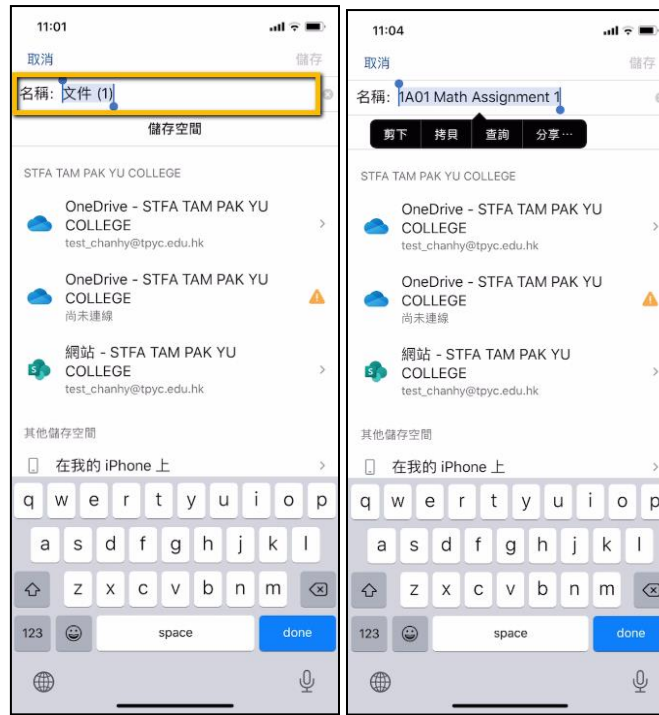 11:01
取消
儲存
名稱: 文件 (1)
儲存空間
STFA TAM PAK YU COLLEGE
OneDrive - STFA TAM PAK YU
COLLEGE
test_chanhy@tpyc.edu.hk
OneDrive - STFA TAM PAK YU
COLLEGE
尚未連線
網站 - STFA TAM PAK YU
COLLEGE
test_chanhy@tpyc.edu.hk
其他儲存空間
在我的 iPhone 上
q w e r t y u i o p
a s d f g h j k l
z x c v b n m
123 space done
11:04
取消
儲存
名稱: 1A01 Math Assignment 1
剪下 拷貝 查詢 分享…
STFA TAM PAK YU COLLEGE
OneDrive - STFA TAM PAK YU
COLLEGE
test_chanhy@tpyc.edu.hk
OneDrive - STFA TAM PAK YU
COLLEGE
尚未連線
網站 - STFA TAM PAK YU
COLLEGE
test_chanhy@tpyc.edu.hk
其他儲存空間
在我的 iPhone 上
q w e r t y u i o p
a s d f g h j k l
z x c v b n m
123 space done